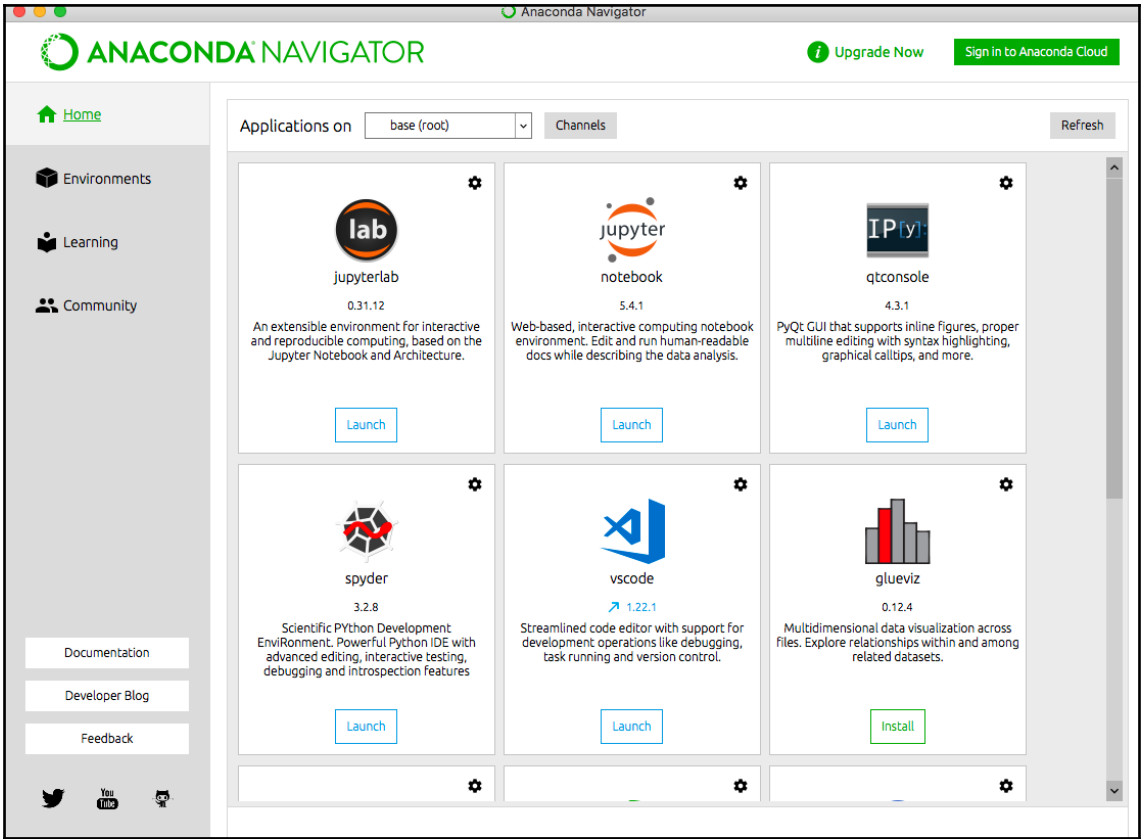 Anaconda Navigator
ANACONDA NAVIGATOR
Upgrade Now
Sign in to Anaconda Cloud
Home
Environments
Learning
Community
Documentation
Developer Blog
Feedback
You
Tube
Applications on
base (root)
Channels
Refresh
lab
jupyterlab
0.31.12
An extensible environment for interactive
and reproducible computing, based on the
Jupyter Notebook and Architecture.
Launch
jupyter
notebook
5.4.1
Web-based, interactive computing notebook
environment. Edit and run human-readable
docs while describing the data analysis.
Launch
IP[y]:
qtconsole
4.3.1
PyQt GUI that supports inline figures, proper
multiline editing with syntax highlighting,
graphical calltips, and more.
Launch
spyder
3.2.8
Scientific PYthon Development
EnviRonment. Powerful Python IDE with
advanced editing, interactive testing,
debugging and introspection features
Launch
vscode
1.22.1
Streamlined code editor with support for
development operations like debugging,
task running and version control.
Launch
glueviz
0.12.4
Multidimensional data visualization across
files. Explore relationships within and among
related datasets.
Install